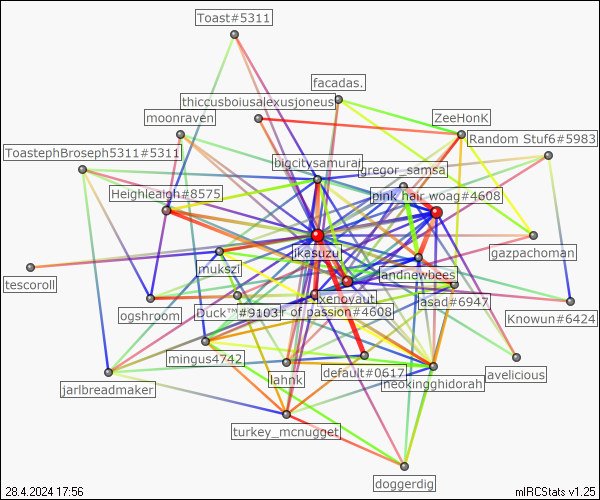 Toast#5311
facadas.
thiccusboiusalexusjoneus
moonraven
ZeeHonK
Random Stuf6#5983
ToastephBroseph5311#5311
bigcitysamurai
gregor_samsa
Heighleaigh#8575
pink hair woag#4608
jkasuzu
gazpachoman
mukszi
andnewbees
tescoroll
xenovautl
asad#6947
ogshroom
Duck™#9103
r of passion#4608
Knowun#6424
mingus4742
lahnk
default#0617
avelicious
jarlbreadmaker
neokingghidorah
turkey_mcnugget
doggerdig
28.4.2024 17:56
mIRCStats v1.25